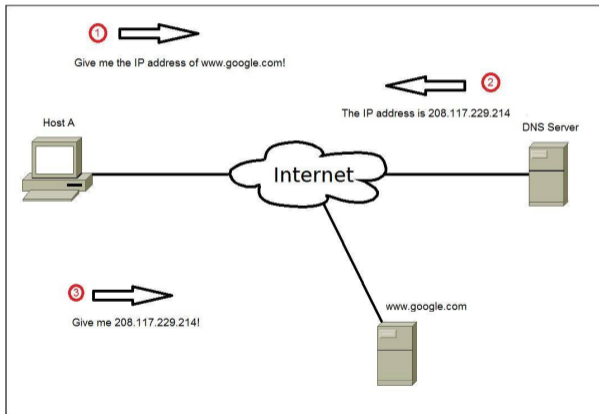 1
Give me the IP address of www.google.com!
2
The IP address is 208.117.229.214
Host A
DNS Server
Internet
3
Give me 208.117.229.214!
www.google.com